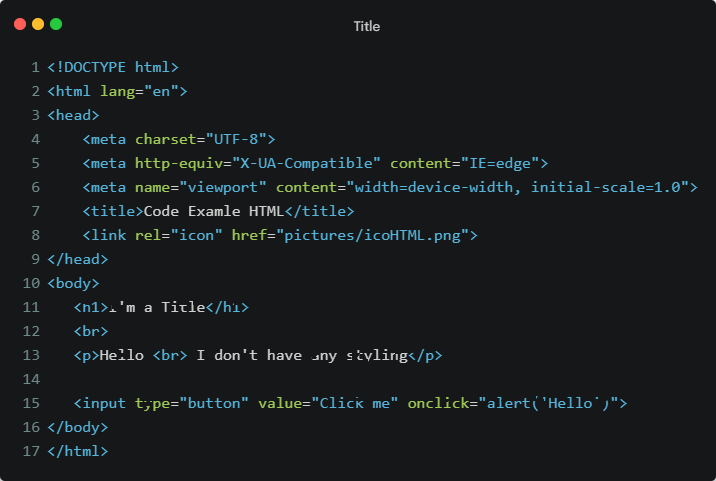 Title
1 <!DOCTYPE html>
2 <html lang="en">
3 <head>
4     <meta charset="UTF-8">
5     <meta http-equiv="X-UA-Compatible" content="IE=edge">
6     <meta name="viewport" content="width=device-width, initial-scale=1.0">
7     <title>Code Examle HTML</title>
8     <link rel="icon" href="pictures/icoHTML.png">
9 </head>
10 <body>
11    <h1>I'm a Title</h1>
12    <br>
13    <p>Hello <br> I don't have any styling</p>
14
15    <input type="button" value="Click me" onclick="alert('Hello')">
16 </body>
17 </html>